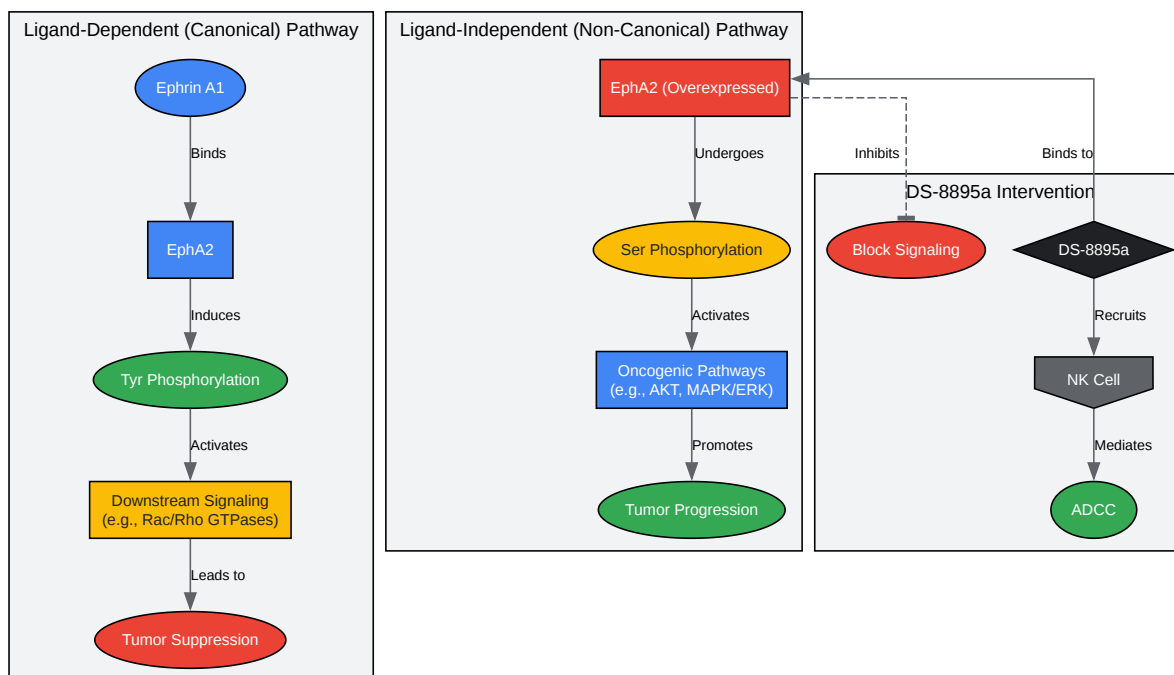 Ligand-Dependent (Canonical) Pathway
Ephrin A1
Binds
EphA2
Induces
Tyr Phosphorylation
Activates
Downstream Signaling
(e.g., Rac/Rho GTPases)
Leads to
Tumor Suppression
Ligand-Independent (Non-Canonical) Pathway
EphA2 (Overexpressed)
Undergoes
Ser Phosphorylation
Activates
Oncogenic Pathways
(e.g., AKT, MAPK/ERK)
Promotes
Tumor Progression
Inhibits
Binds to
DS-8895a Intervention
Block Signaling
DS-8895a
Recruits
NK Cell
Mediates
ADCC